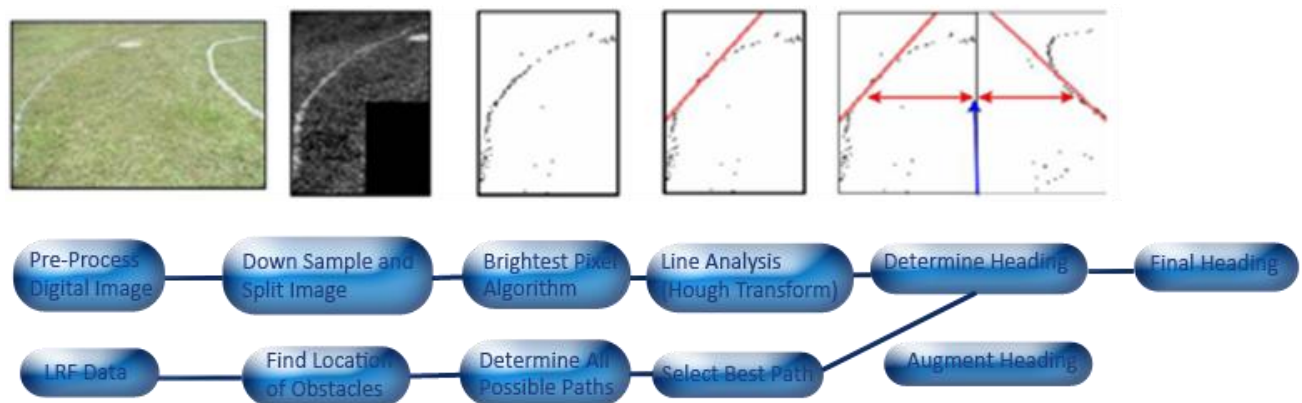 Pre-Process
Digital Image
Down Sample and
Split Image
Brightest Pixel
Algorithm
Line Analysis
(Hough Transform)
Determine Heading
Final Heading
LRF Data
Find Location
of Obstacles
Determine All
Possible Paths
Select Best Path
Augment Heading